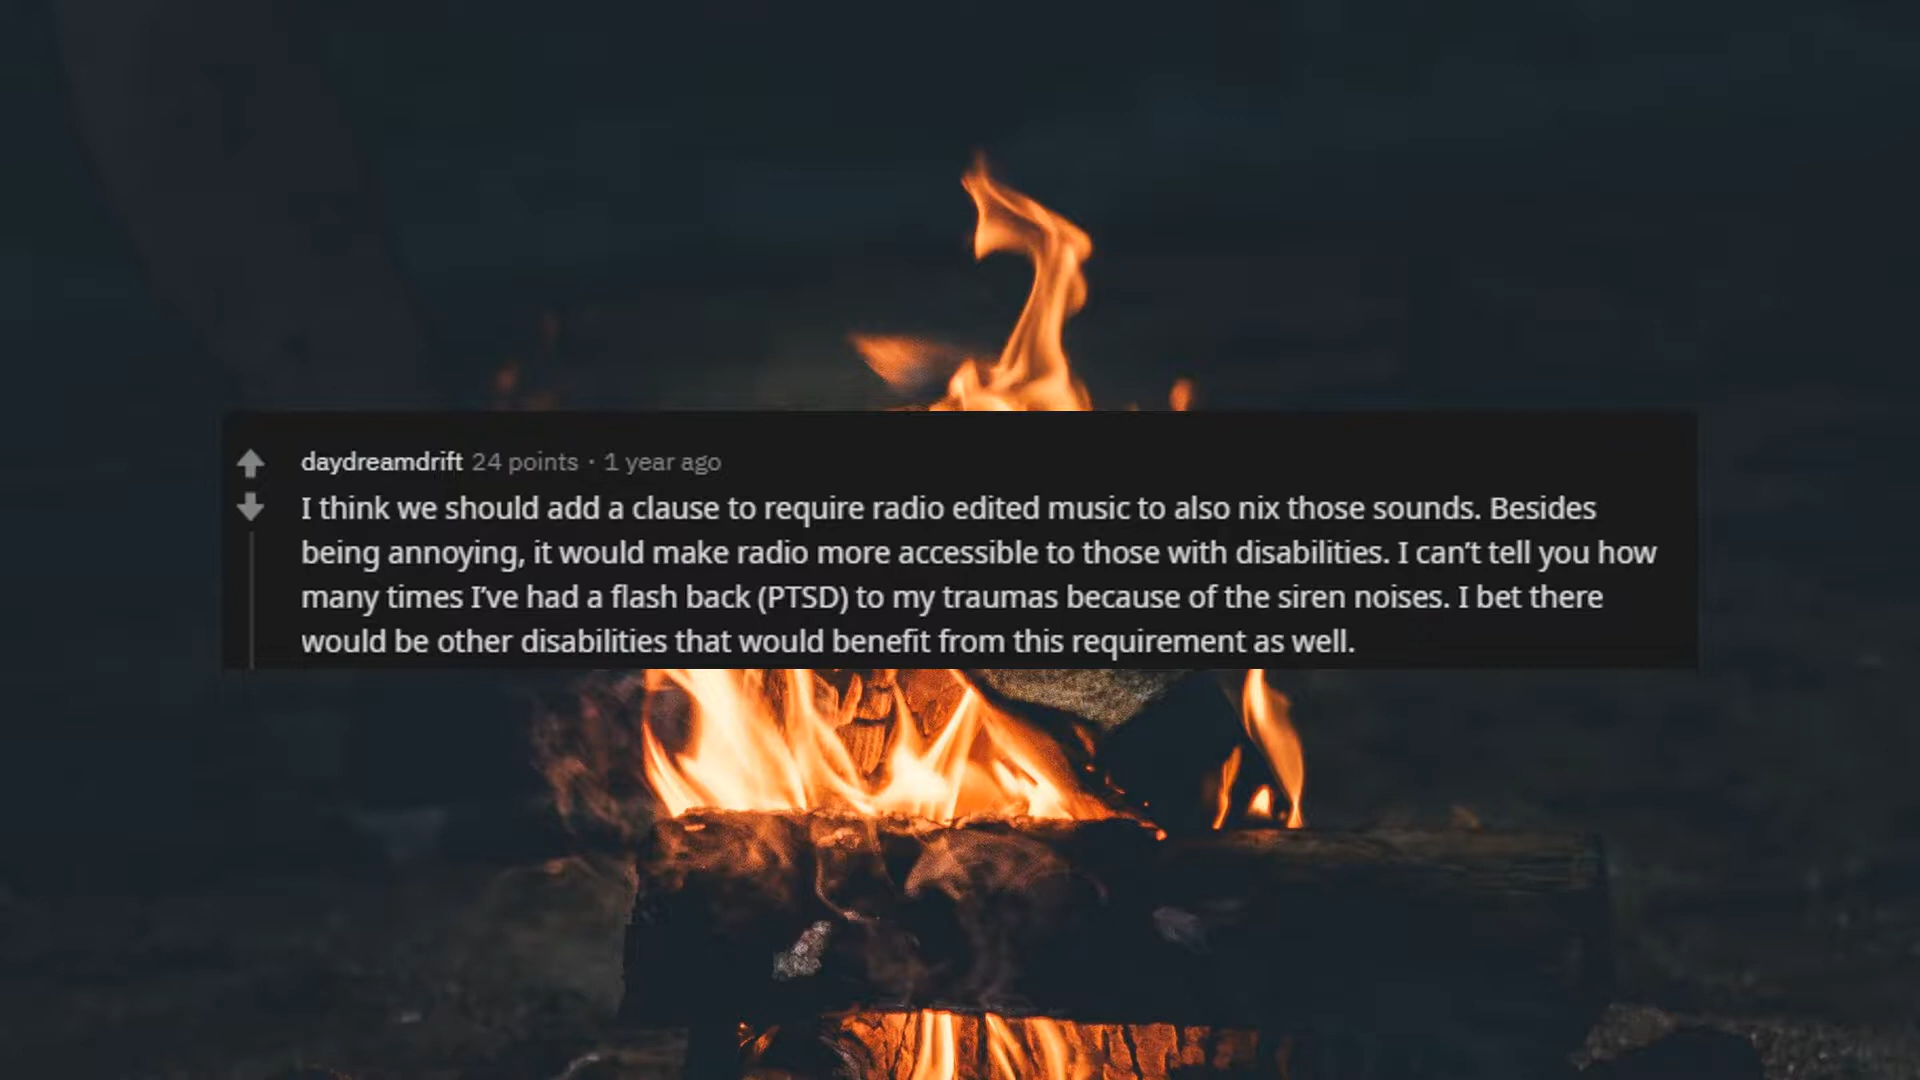 daydreamdrift 24 points · 1 year ago
I think we should add a clause to require radio edited music to also nix those sounds. Besides
being annoying, it would make radio more accessible to those with disabilities. I can’t tell you how
many times I’ve had a flash back (PTSD) to my traumas because of the siren noises. I bet there
would be other disabilities that would benefit from this requirement as well.